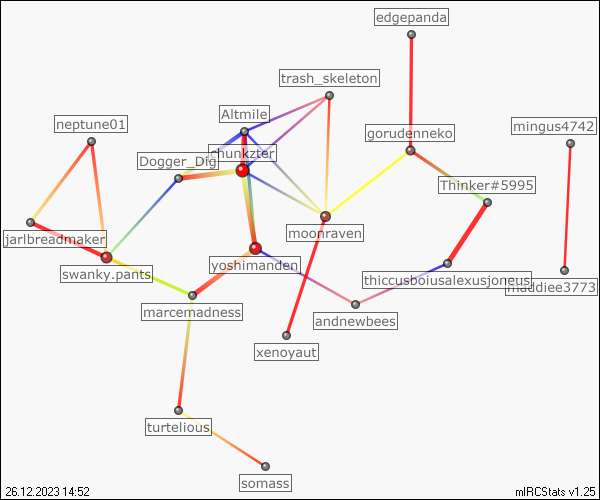 edgepanda
trash_skeleton
Altmile
neptune01
mingus4742
gorudenneko
chunkzter
Dogger_Dig
Thinker#5995
moonraven
jarlbreadmaker
yoshimanden
swanky.pants
thiccusboiusalexusjoneus
maddiee3773
marcemadness
andnewbees
xenoyaut
turtelious
somass
26.12.2023 14:52
mIRCStats v1.25